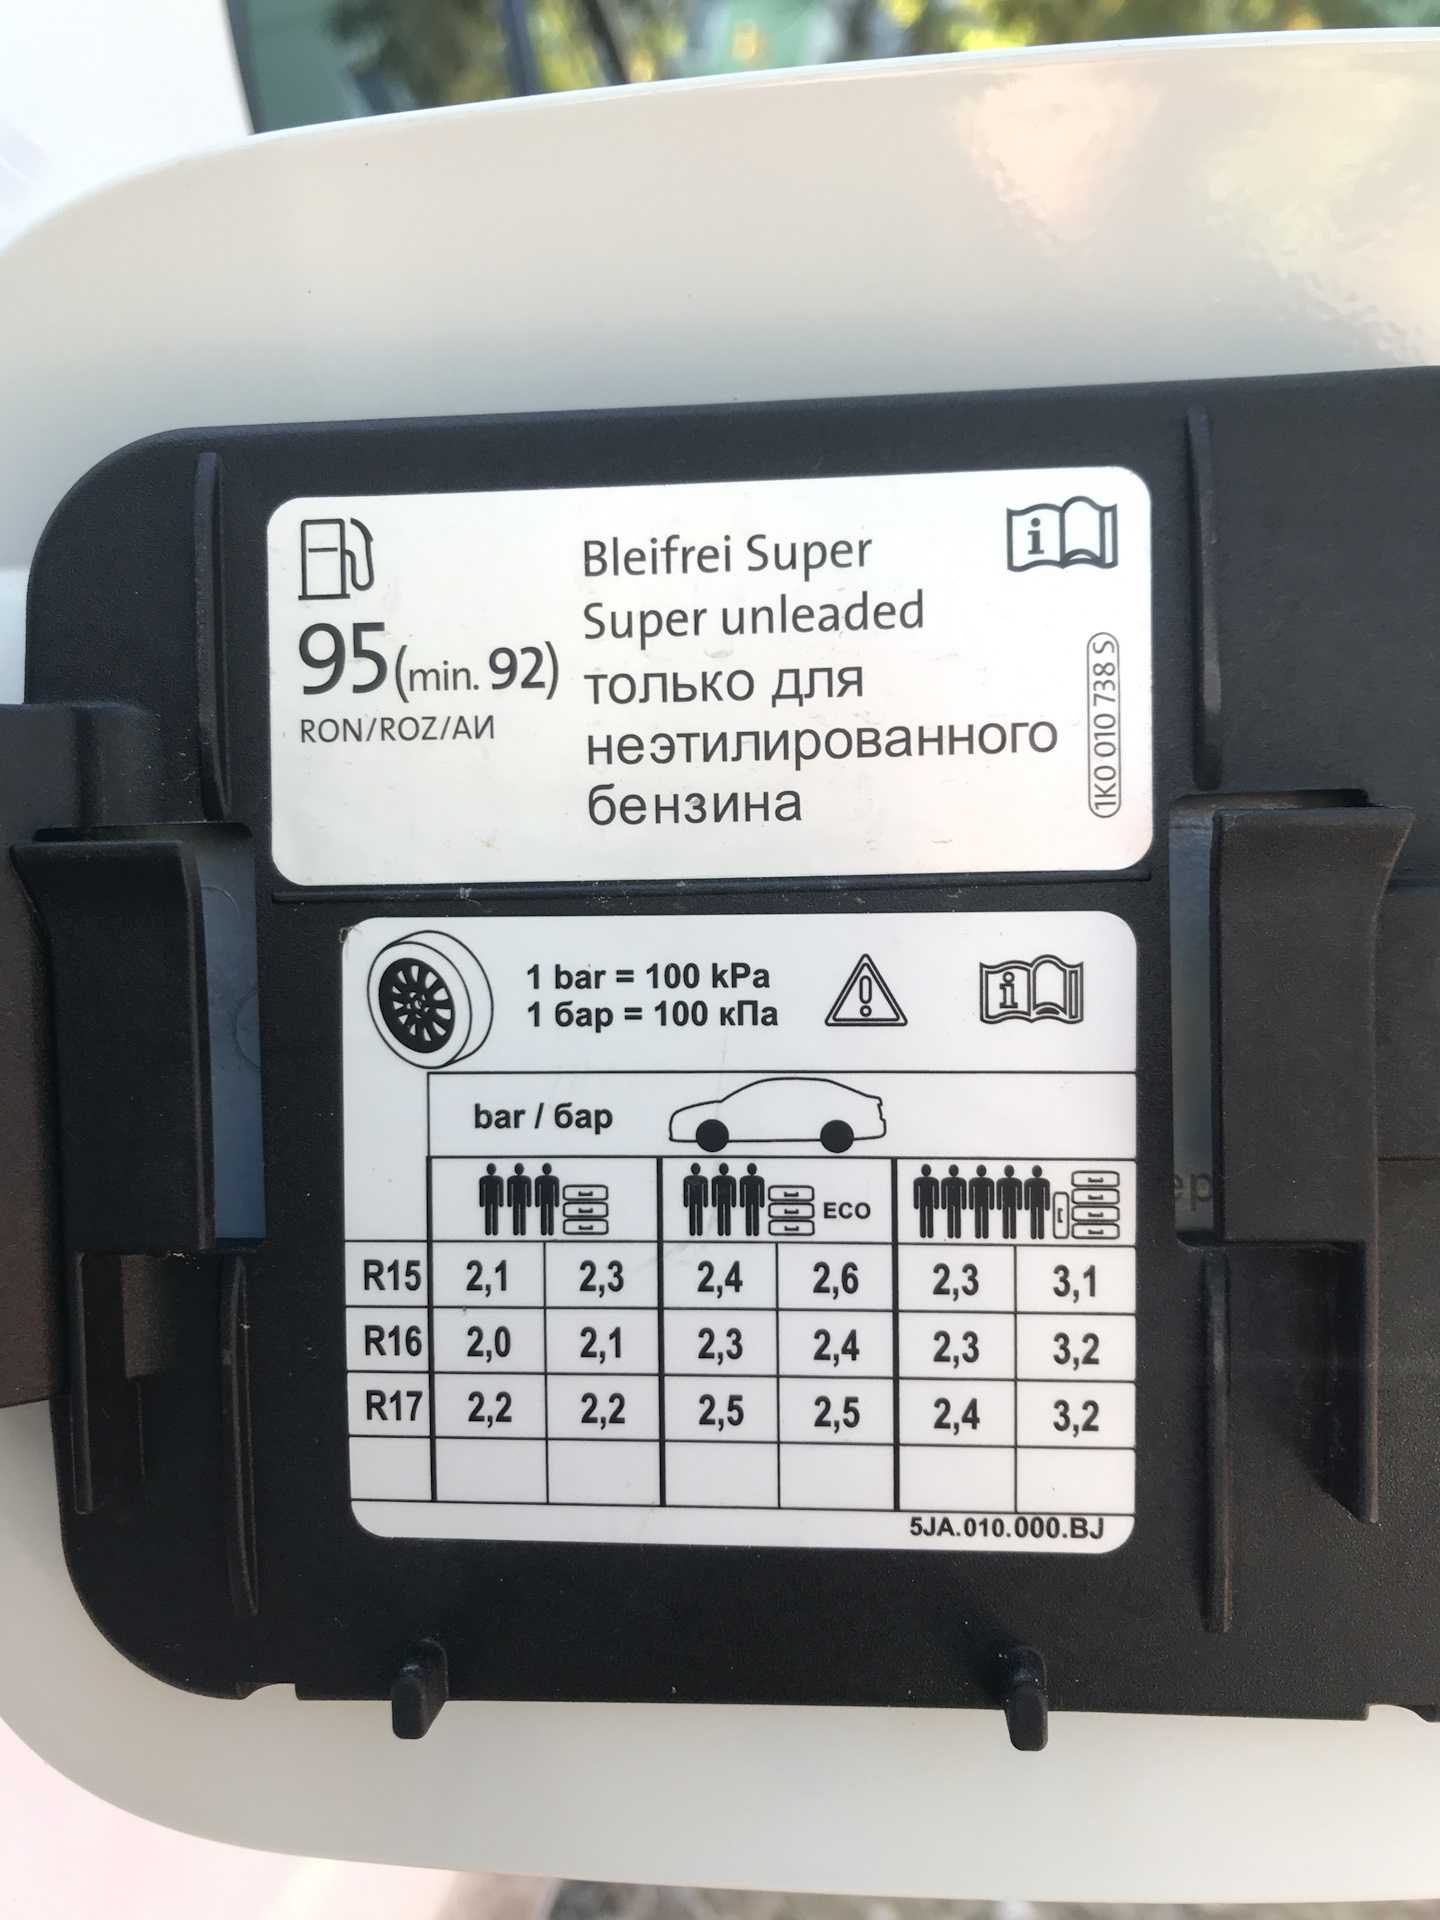 95 (min. 92)
RON/ROZ/АИ
Bleifrei Super
Super unleaded
только для
неэтилированного
бензина
1K0 010 738 S
1 bar = 100 kPa
1 бар = 100 кПа
bar / бар
ECO
R15 2,1 2,3 2,4 2,6 2,3 3,1
R16 2,0 2,1 2,3 2,4 2,3 3,2
R17 2,2 2,2 2,5 2,5 2,4 3,2
5JA.010.000.BJ